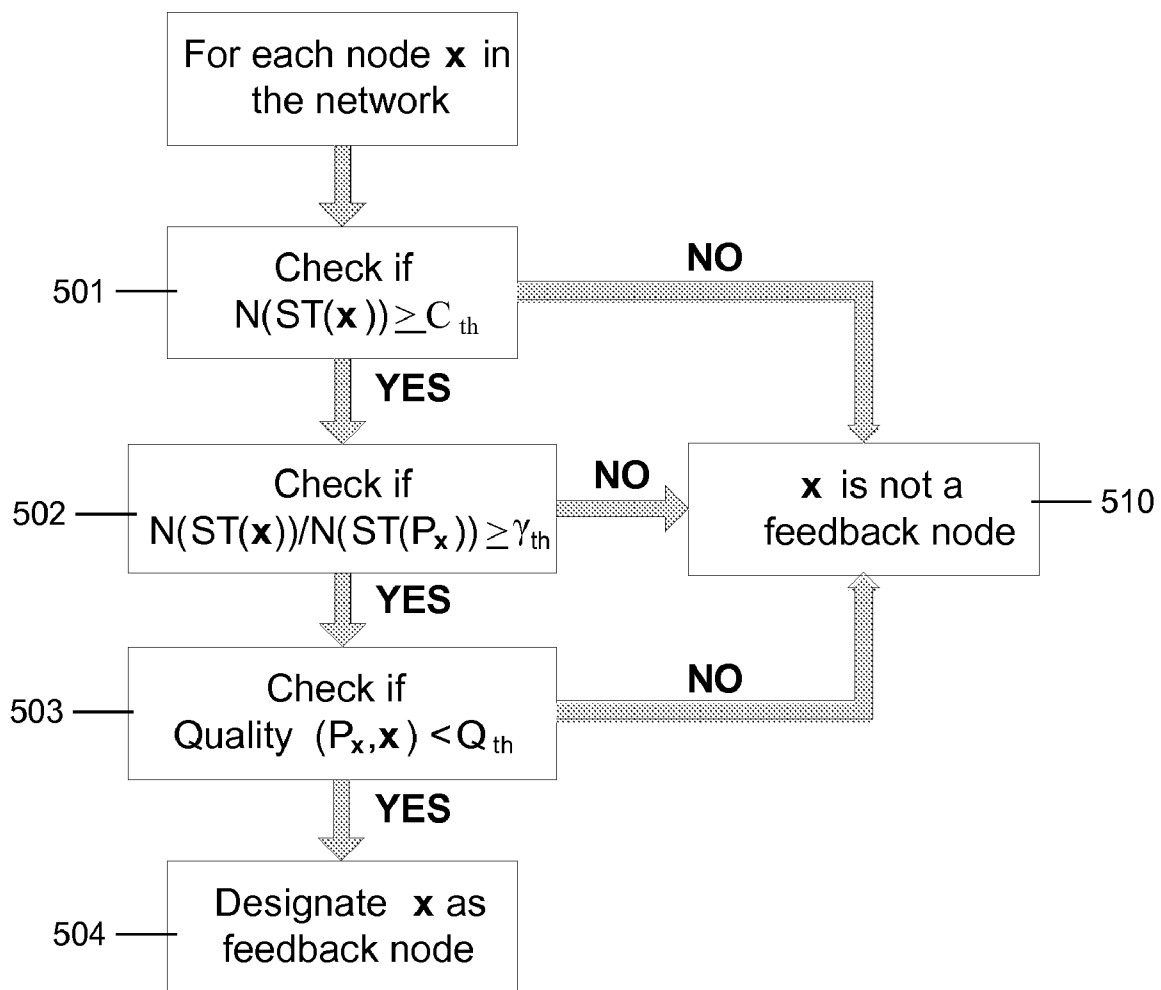 For each node x in
the network
501
Check if
N(ST(x)) ≥ C th
NO
YES
502
Check if
N(ST(x))/N(ST(Px)) ≥ γth
NO
x is not a
feedback node
510
YES
503
Check if
Quality (Px,x) < Q th
NO
YES
504
Designate x as
feedback node